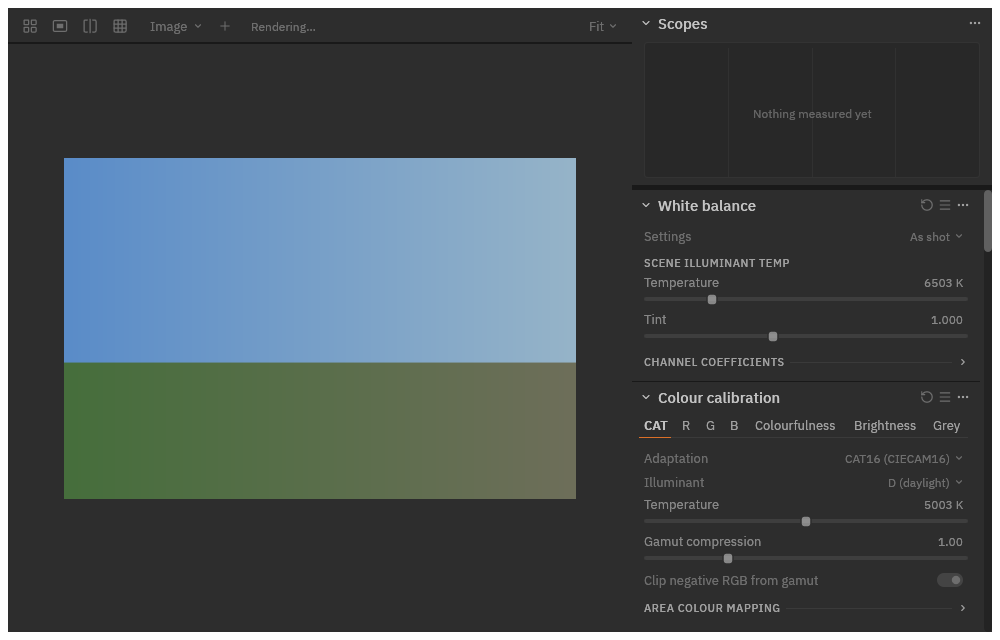 Image
Rendering...
Fit
Scopes
Nothing measured yet
White balance
Settings As shot
SCENE ILLUMINANT TEMP
Temperature 6503 K
Tint 1.000
CHANNEL COEFFICIENTS
Colour calibration
CAT R G B Colourfulness Brightness Grey
Adaptation CAT16 (CIECAM16)
Illuminant D (daylight)
Temperature 5003 K
Gamut compression 1.00
Clip negative RGB from gamut
AREA COLOUR MAPPING